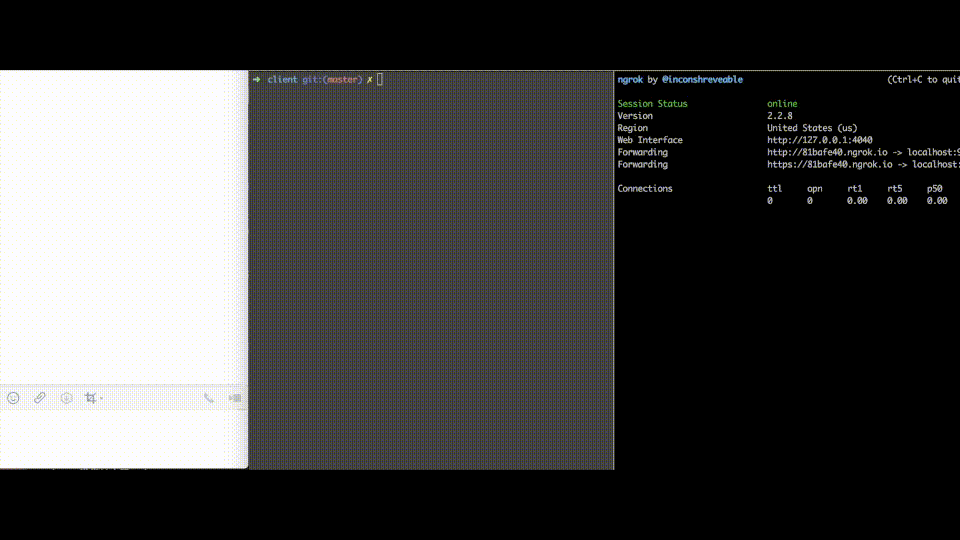 ➜ client git:(master) ✗
ngrok by @inconshreveable (Ctrl+C to quit
Session Status online
Version 2.2.8
Region United States (us)
Web Interface http://127.0.0.1:4040
Forwarding http://81bafe40.ngrok.io -> localhost:9
Forwarding https://81bafe40.ngrok.io -> localhost:
Connections ttl opn rt1 rt5 p50
0 0 0.00 0.00 0.00